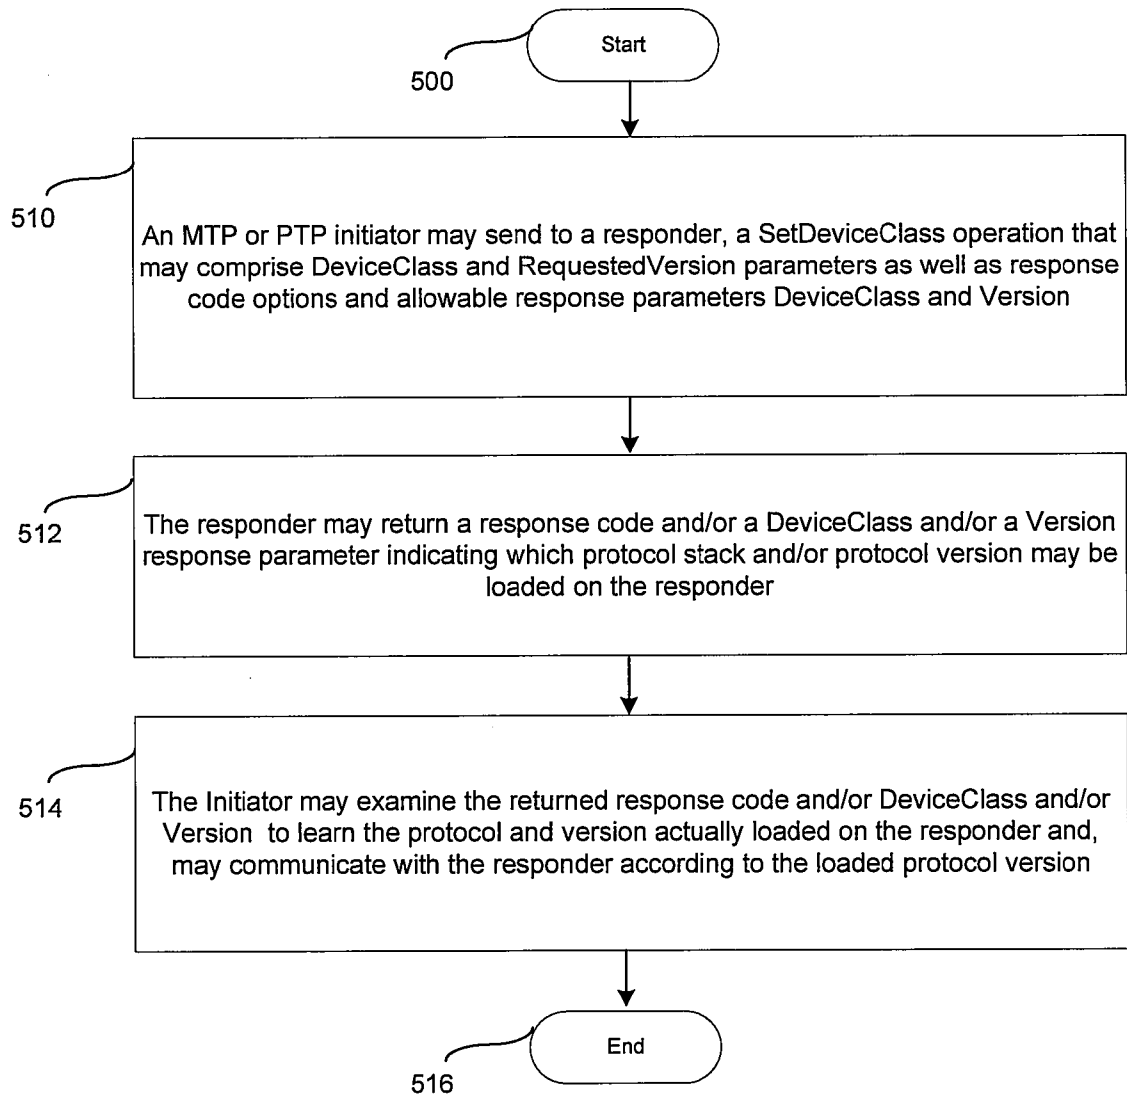 Start
500
510
An MTP or PTP initiator may send to a responder, a SetDeviceClass operation that
may comprise DeviceClass and RequestedVersion parameters as well as response
code options and allowable response parameters DeviceClass and Version
512
The responder may return a response code and/or a DeviceClass and/or a Version
response parameter indicating which protocol stack and/or protocol version may be
loaded on the responder
514
The Initiator may examine the returned response code and/or DeviceClass and/or
Version to learn the protocol and version actually loaded on the responder and,
may communicate with the responder according to the loaded protocol version
End
516